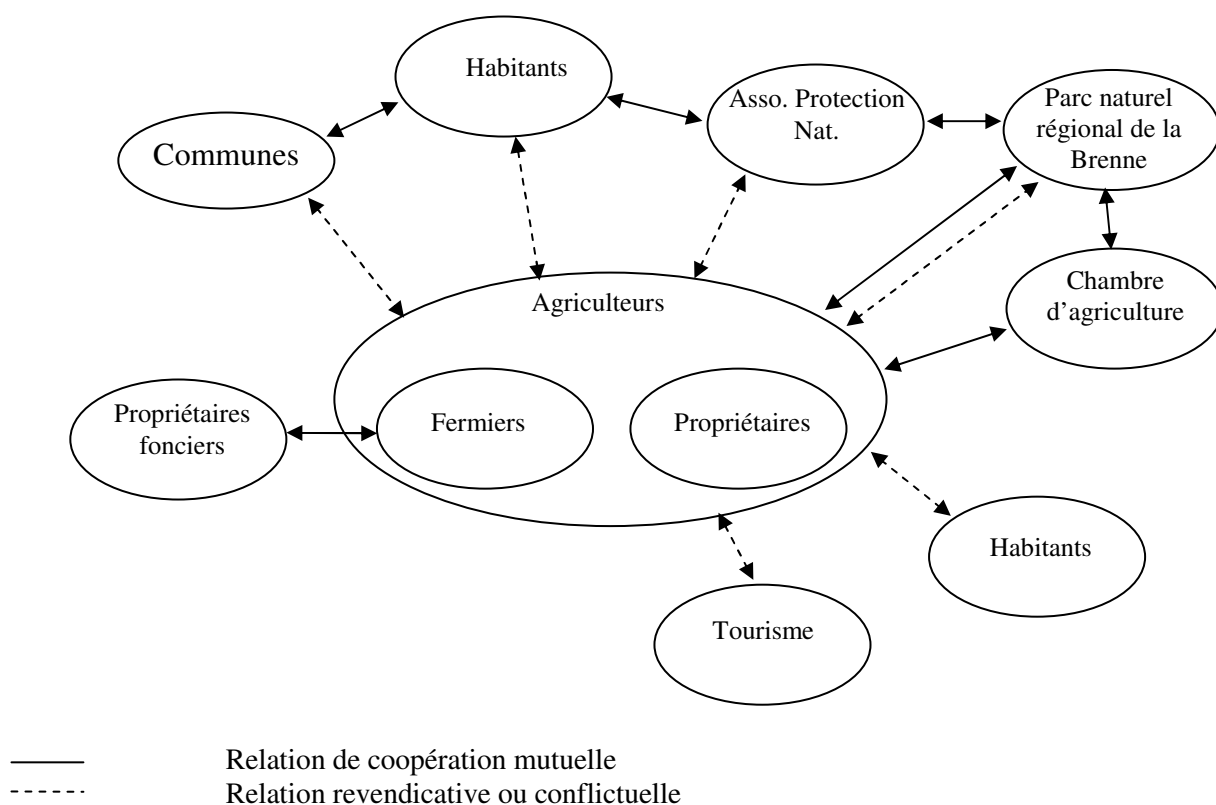 Habitants
Asso. Protection
Nat.
Parc naturel
régional de la
Brenne
Communes
Chambre
d'agriculture
Agriculteurs
Propriétaires
fonciers
Fermiers
Propriétaires
Habitants
Tourisme
Relation de coopération mutuelle
Relation revendicative ou conflictuelle